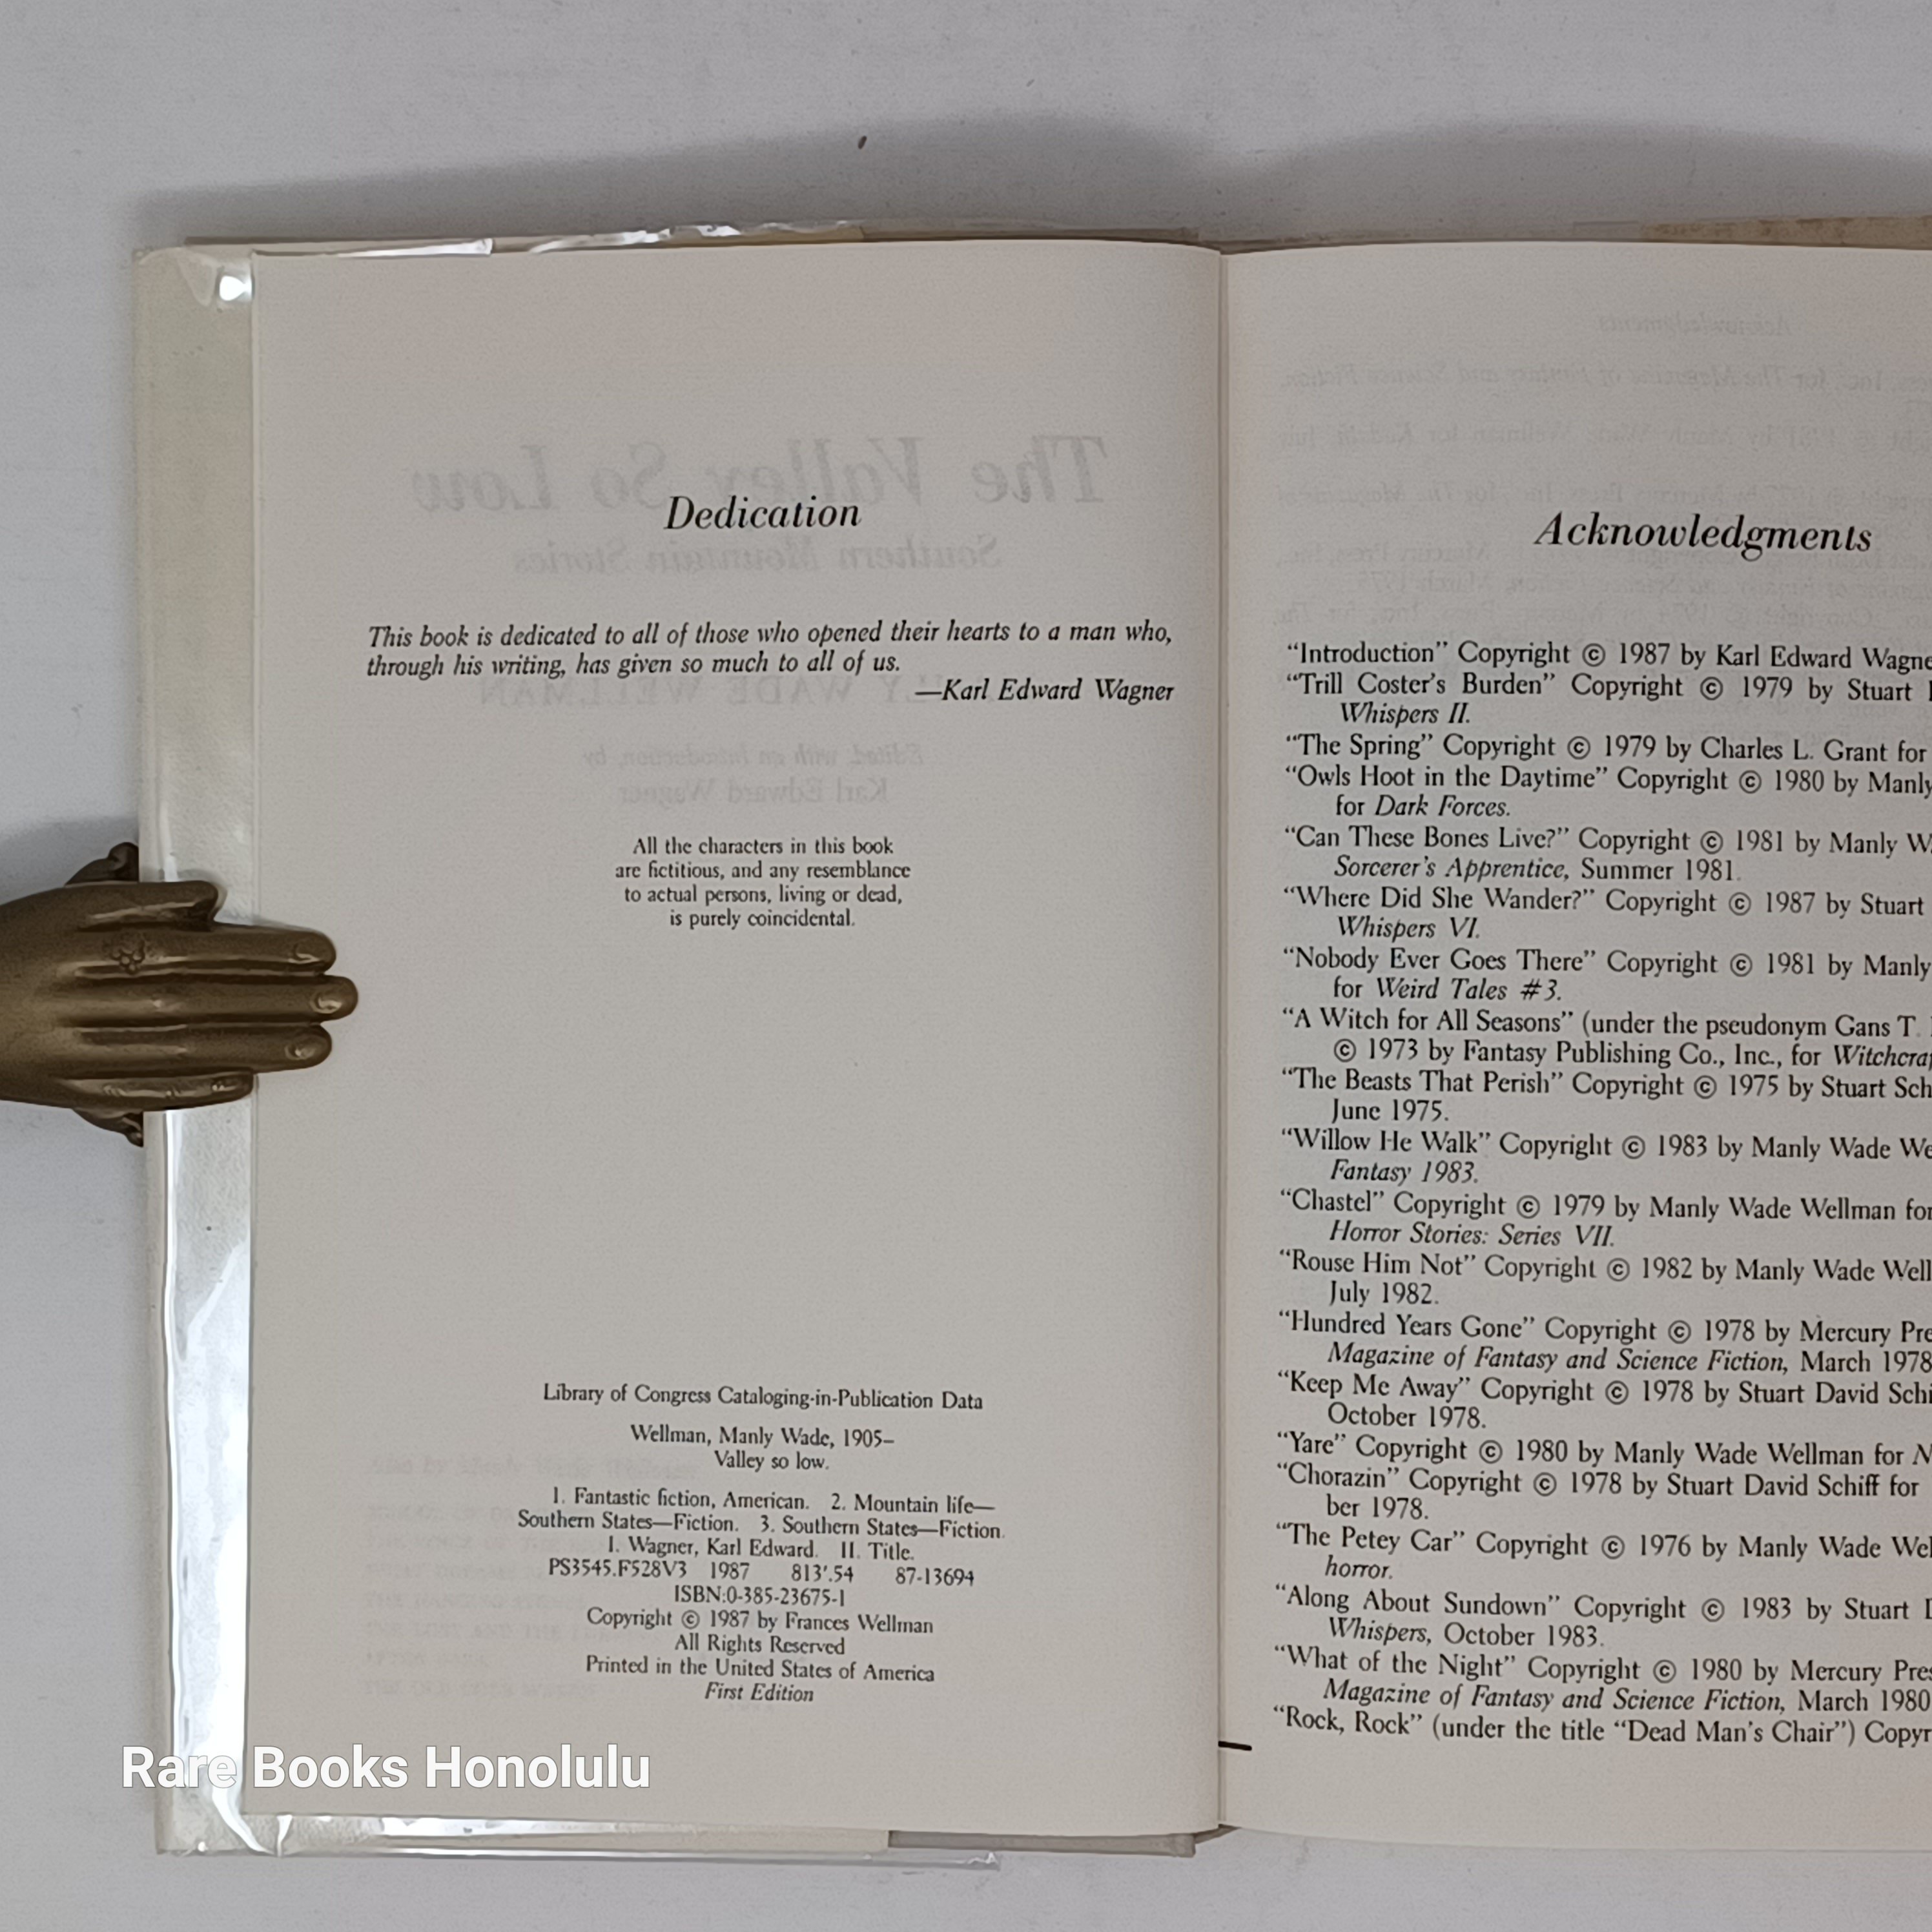 Dedication
This book is dedicated to all of those who opened their hearts to a man who,
through his writing, has given so much to all of us.
—Karl Edward Wagner
All the characters in this book
are fictitious, and any resemblance
to actual persons, living or dead,
is purely coincidental.
Library of Congress Cataloging-in-Publication Data
Wellman, Manly Wade, 1905–
Valley so low.
1. Fantastic fiction, American. 2. Mountain life—
Southern States—Fiction. 3. Southern States—Fiction.
I. Wagner, Karl Edward. II. Title.
PS3545.F528V3 1987 813'.54 87-13694
ISBN:0-385-23675-1
Copyright © 1987 by Frances Wellman
All Rights Reserved
Printed in the United States of America
First Edition
Rare Books Honolulu
Acknowledgments
“Introduction” Copyright © 1987 by Karl Edward
“Trill Coster’s Burden” Copyright © 1979 by Stuart
Whispers II.
“The Spring” Copyright © 1979 by Charles L. Grant for
“Owls Hoot in the Daytime” Copyright © 1980 by Manly
for Dark Forces.
“Can These Bones Live?” Copyright © 1981 by Manly
Sorcerer’s Apprentice, Summer 1981.
“Where Did She Wander?” Copyright © 1987 by Stuart
Whispers VI.
“Nobody Ever Goes There” Copyright © 1981 by Manly
for Weird Tales #3.
“A Witch for All Seasons” (under the pseudonym Gans T.
© 1973 by Fantasy Publishing Co., Inc., for
“The Beasts That Perish” Copyright © 1975 by Stuart
June 1975.
“Willow He Walk” Copyright © 1983 by Manly Wade
Fantasy 1983.
“Chastel” Copyright © 1979 by Manly Wade Wellman for
Horror Stories: Series VII.
“Rouse Him Not” Copyright © 1982 by Manly Wade
July 1982.
“Hundred Years Gone” Copyright © 1978 by Mercury
Magazine of Fantasy and Science Fiction, March 1978
“Keep Me Away” Copyright © 1978 by Stuart David
October 1978.
“Yare” Copyright © 1980 by Manly Wade Wellman for
“Chorazin” Copyright © 1978 by Stuart David Schiff for
ber 1978.
“The Petey Car” Copyright © 1976 by Manly Wade
horror.
“Along About Sundown” Copyright © 1983 by Stuart
Whispers, October 1983.
“What of the Night” Copyright © 1980 by Mercury
Magazine of Fantasy and Science Fiction, March 1980
“Rock, Rock” (under the title “Dead Man’s Chair”)